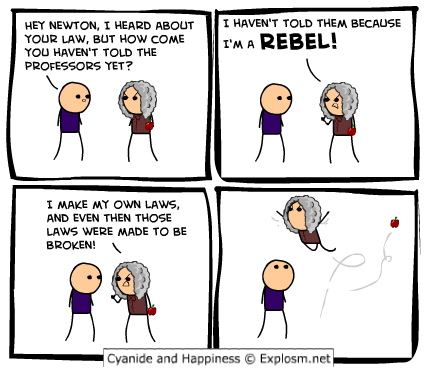 HEY NEWTON, I HEARD ABOUT
YOUR LAW, BUT HOW COME
YOU HAVEN'T TOLD THE
PROFESSORS YET?
I HAVEN'T TOLD THEM BECAUSE
I'M A REBEL!
I MAKE MY OWN LAWS,
AND EVEN THEN THOSE
LAWS WERE MADE TO BE
BROKEN!
Cyanide and Happiness © Explosm.net